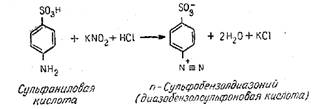 SO₃H SO₃⁻
+ KNO₂ + HCl → + 2H₂O + KCl
NH₂ N⁺≡N
Сульфаниловая кислота
п-Сульфобензолдиазоний
(диазобензолсульфоновая кислота)